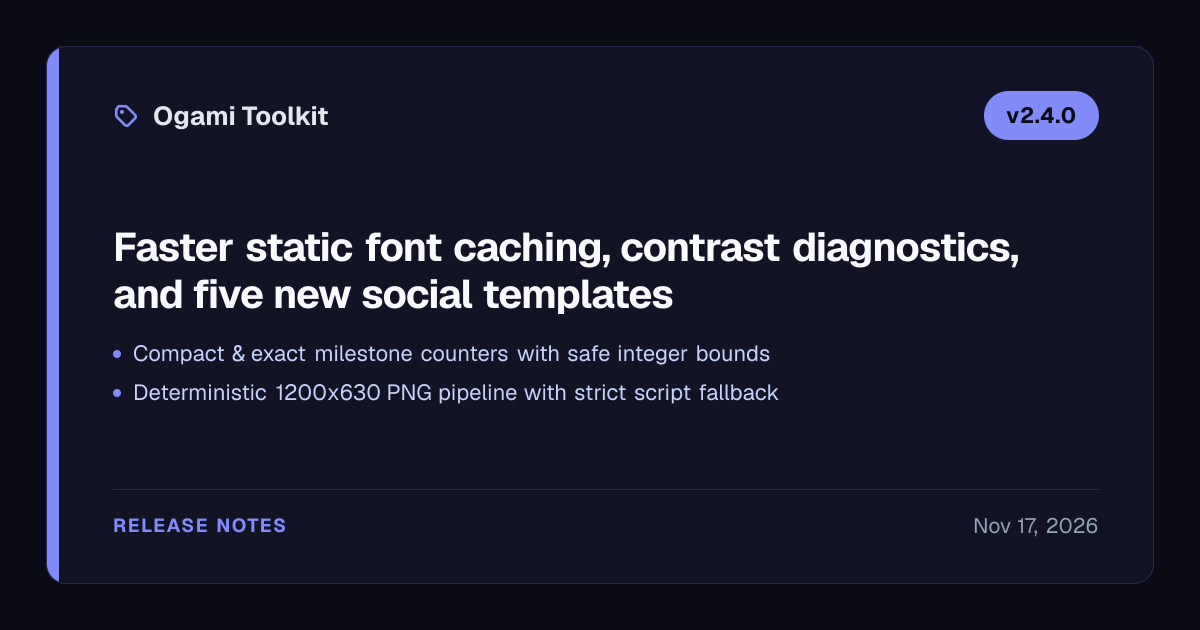 Ogami Toolkit
v2.4.0
Faster static font caching, contrast diagnostics,
and five new social templates
Compact & exact milestone counters with safe integer bounds
Deterministic 1200x630 PNG pipeline with strict script fallback
RELEASE NOTES
Nov 17, 2026